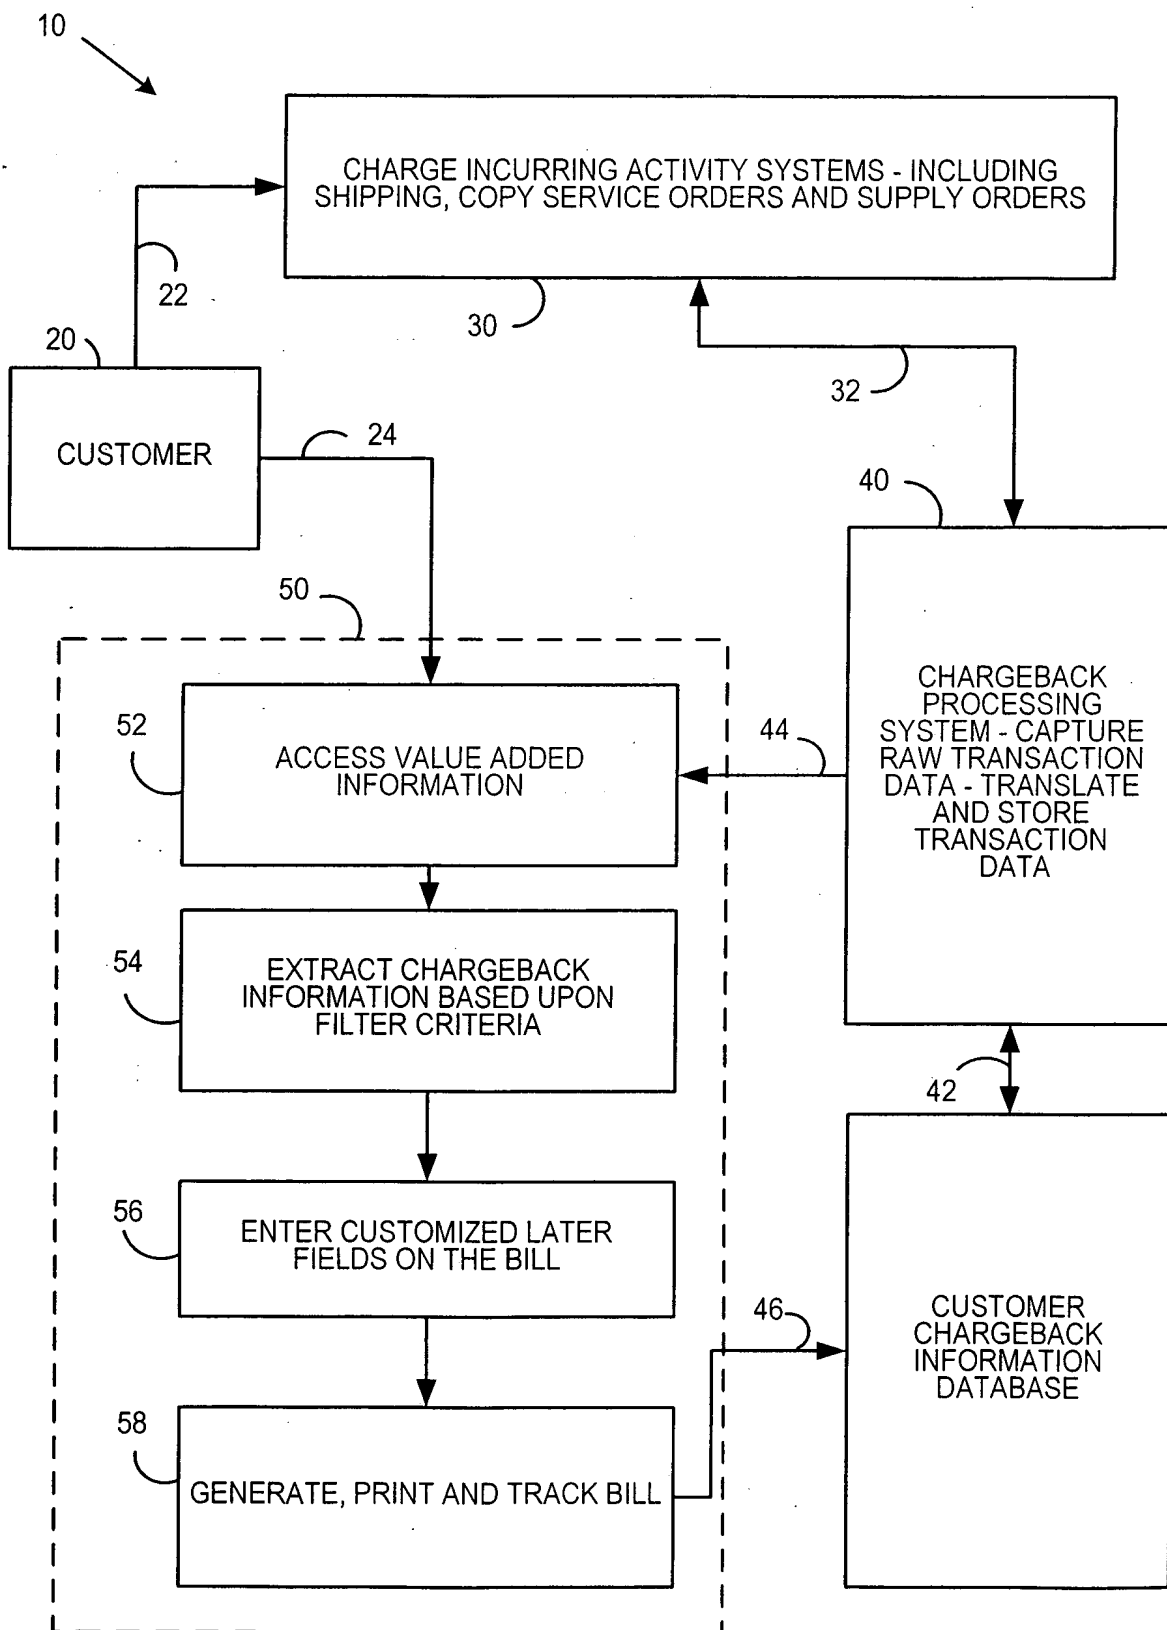 10
CHARGE INCURRING ACTIVITY SYSTEMS - INCLUDING
SHIPPING, COPY SERVICE ORDERS AND SUPPLY ORDERS
22
30
20
32
CUSTOMER
24
40
50
CHARGEBACK
PROCESSING
SYSTEM - CAPTURE
RAW TRANSACTION
DATA - TRANSLATE
AND STORE
TRANSACTION
DATA
52
ACCESS VALUE ADDED
INFORMATION
44
54
EXTRACT CHARGEBACK
INFORMATION BASED UPON
FILTER CRITERIA
42
56
ENTER CUSTOMIZED LATER
FIELDS ON THE BILL
46
CUSTOMER
CHARGEBACK
INFORMATION
DATABASE
58
GENERATE, PRINT AND TRACK BILL